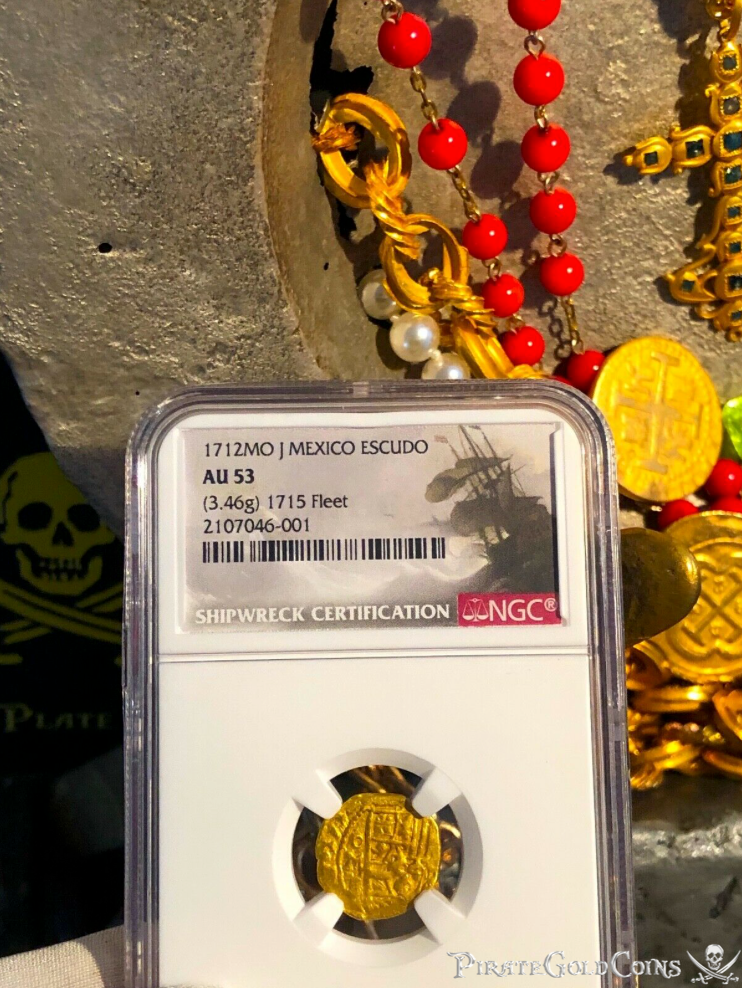 1712MO J MEXICO ESCUDO
AU 53
(3.46g) 1715 Fleet
2107046-001
SHIPWRECK CERTIFICATION NGC®
PLATE
PIRATEGOLDCOINS